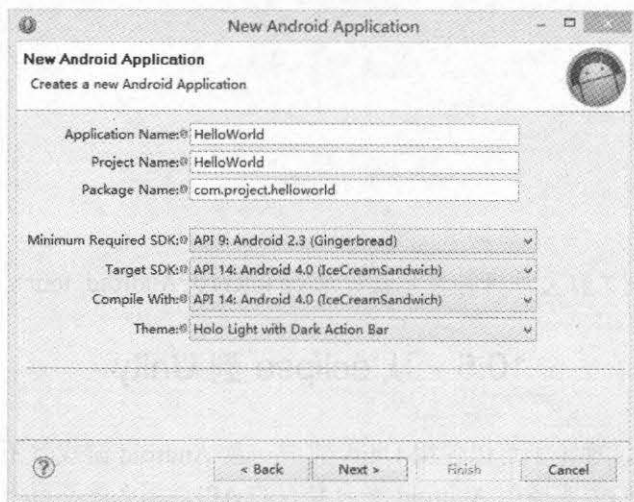 New Android Application
New Android Application
Creates a new Android Application
Application Name: HelloWorld
Project Name: HelloWorld
Package Name: com.project.helloworld
Minimum Required SDK: API 9: Android 2.3 (Gingerbread)
Target SDK: API 14: Android 4.0 (IceCreamSandwich)
Compile With: API 14: Android 4.0 (IceCreamSandwich)
Theme: Holo Light with Dark Action Bar
? < Back Next > Finish Cancel